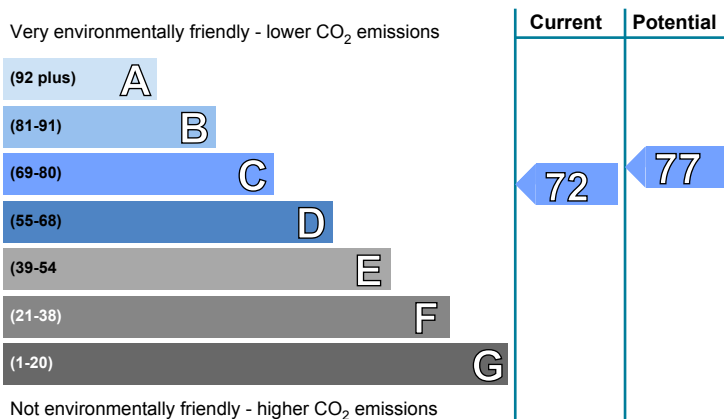 Current Potential
Very environmentally friendly - lower CO2 emissions
(92 plus) A
(81-91) B
(69-80) C
72 77
(55-68) D
(39-54 E
(21-38) F
(1-20) G
Not environmentally friendly - higher CO2 emissions